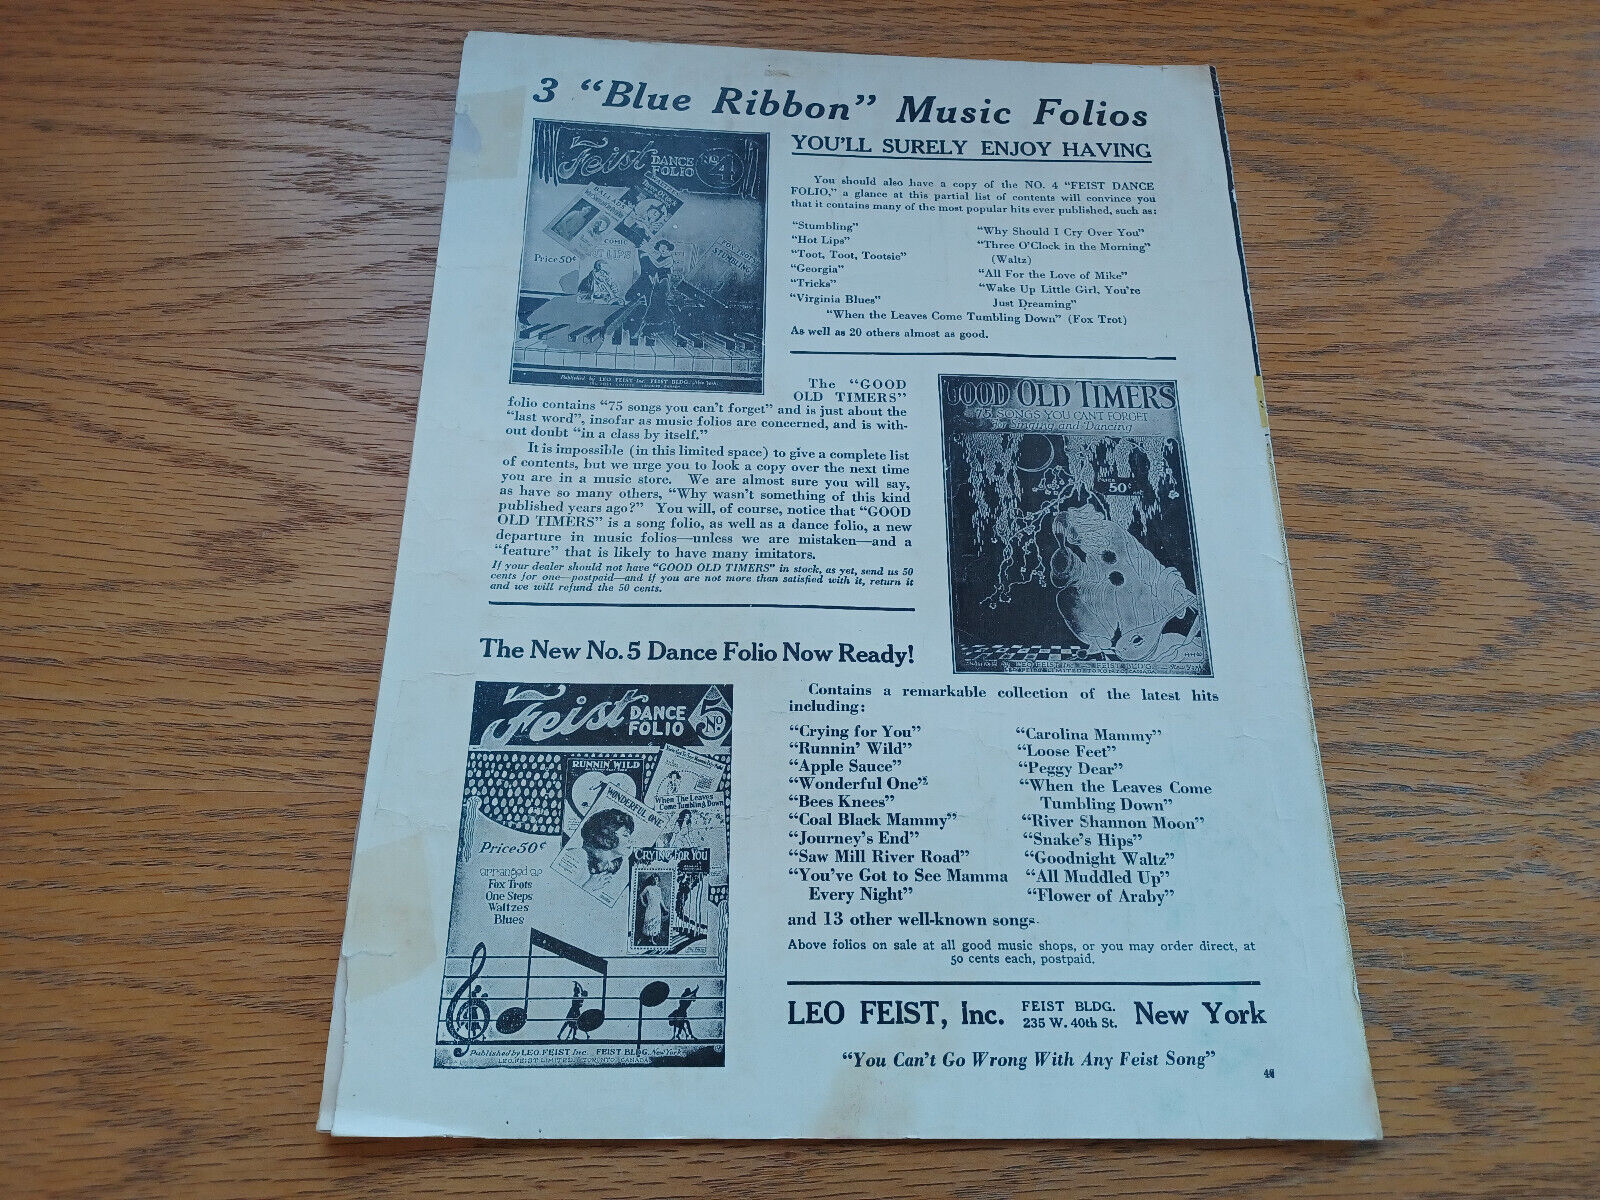 3 "Blue Ribbon" Music Folios
YOU'LL SURELY ENJOY HAVING
Feist DANCE FOLIO No 4
Price 50¢
Published by LEO FEIST Inc. FEIST BLDG. New York.
You should also have a copy of the NO. 4 "FEIST DANCE
FOLIO," a glance at this partial list of contents will convince you
that it contains many of the most popular hits ever published, such as:
"Stumbling"
"Hot Lips"
"Toot, Toot, Tootsie"
"Georgia"
"Tricks"
"Virginia Blues"
"Why Should I Cry Over You"
"Three O'Clock in the Morning"
(Waltz)
"All For the Love of Mike"
"Wake Up Little Girl, You're
Just Dreaming"
"When the Leaves Come Tumbling Down" (Fox Trot)
As well as 20 others almost as good.
The "GOOD
OLD TIMERS"
folio contains "75 songs you can't forget" and is just about the
"last word", insofar as music folios are concerned, and is with-
out doubt "in a class by itself."
It is impossible (in this limited space) to give a complete list
of contents, but we urge you to look a copy over the next time
you are in a music store. We are almost sure you will say,
as have so many others, "Why wasn't something of this kind
published years ago?" You will, of course, notice that "GOOD
OLD TIMERS" is a song folio, as well as a dance folio, a new
departure in music folios—unless we are mistaken—and a
"feature" that is likely to have many imitators.
If your dealer should not have "GOOD OLD TIMERS" in stock, as yet, send us 50
cents for one—postpaid—and if you are not more than satisfied with it, return it
and we will refund the 50 cents.
GOOD OLD TIMERS
75 SONGS YOU CAN'T FORGET
For Singing and Dancing
50¢
The New No. 5 Dance Folio Now Ready!
Feist DANCE FOLIO No 5
RUNNIN' WILD
WONDERFUL ONE
When The Leaves
Come Tumbling Down
CRYING FOR YOU
Price 50¢
arranged as
Fox Trots
One Steps
Waltzes
Blues
Published by LEO. FEIST Inc. FEIST BLDG. New York
LEO. FEIST LIMITED, TORONTO, CANADA
Contains a remarkable collection of the latest hits
including:
"Crying for You"
"Runnin' Wild"
"Apple Sauce"
"Wonderful One"
"Bees Knees"
"Coal Black Mammy"
"Journey's End"
"Saw Mill River Road"
"You've Got to See Mamma
Every Night"
"Carolina Mammy"
"Loose Feet"
"Peggy Dear"
"When the Leaves Come
Tumbling Down"
"River Shannon Moon"
"Snake's Hips"
"Goodnight Waltz"
"All Muddled Up"
"Flower of Araby"
and 13 other well-known songs.
Above folios on sale at all good music shops, or you may order direct, at
50 cents each, postpaid.
LEO FEIST, Inc. FEIST BLDG. 235 W. 40th St. New York
"You Can't Go Wrong With Any Feist Song"